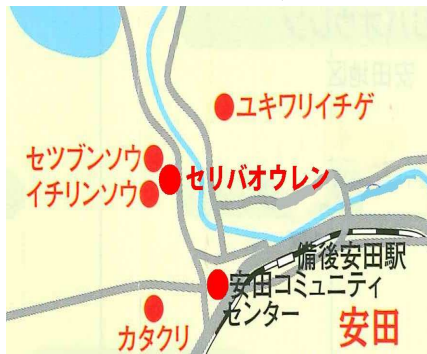 ユキワリイチゲ
セツブンソウ
セリバオウレン
イチリンソウ
備後安田駅
安田コミュニティ
センター
カタクリ
安田